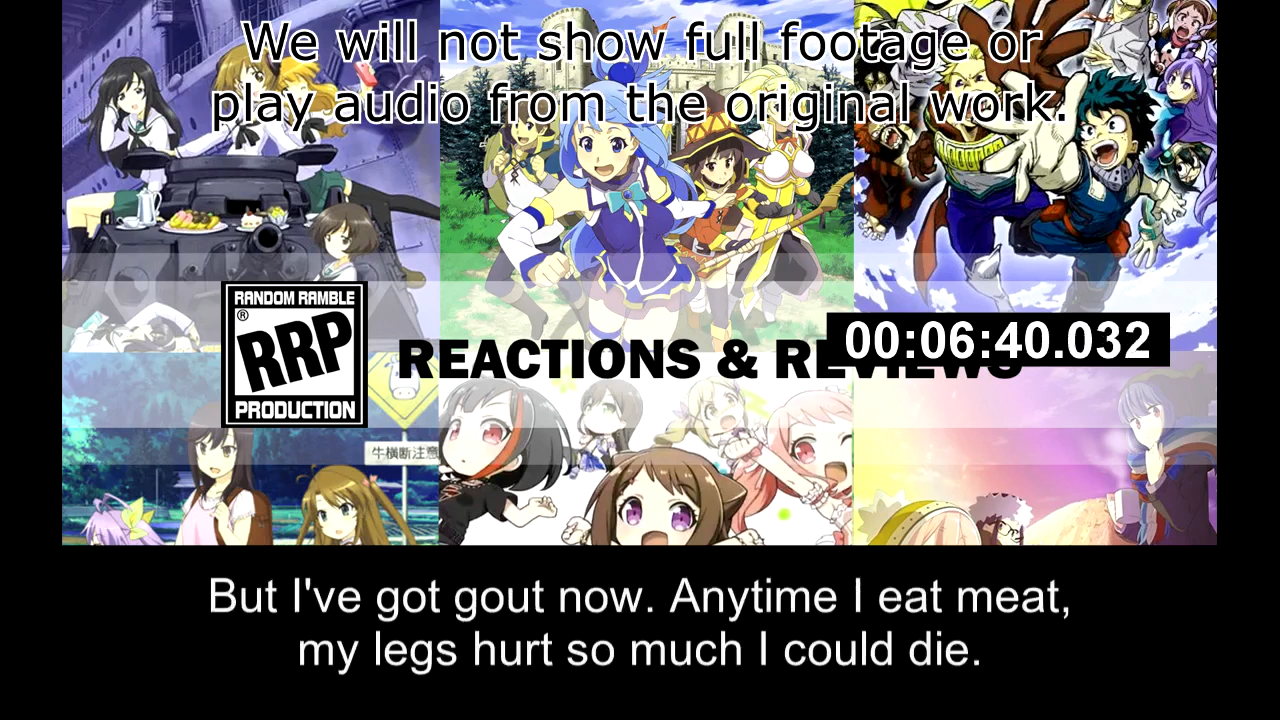 We will not show full footage or
play audio from the original work.
RANDOM RAMBLE
®
RRP
PRODUCTION
REACTIONS & REVIEWS
00:06:40.032
牛横断注意
But I've got gout now. Anytime I eat meat,
my legs hurt so much I could die.